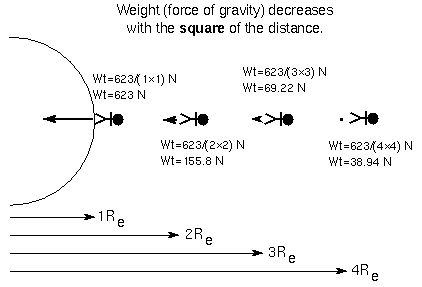 Weight (force of gravity) decreases
with the square of the distance.
Wt=623/(1×1) N
Wt=623 N
Wt=623/(2×2) N
Wt=155.8 N
Wt=623/(3×3) N
Wt=69.22 N
Wt=623/(4×4) N
Wt=38.94 N
1Re
2Re
3Re
4Re